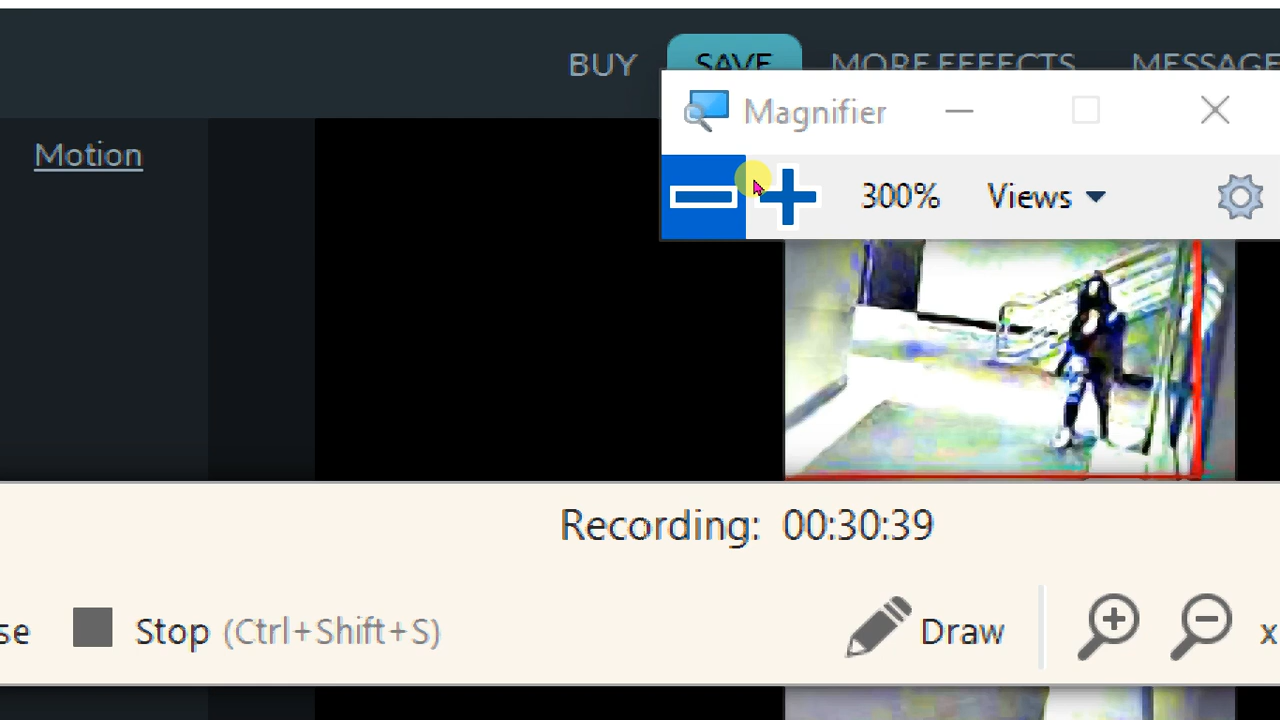 BUY SAVE MORE EFFECTS MESSAGE
Magnifier
Motion
300% Views
Recording: 00:30:39
se Stop (Ctrl+Shift+S) Draw x